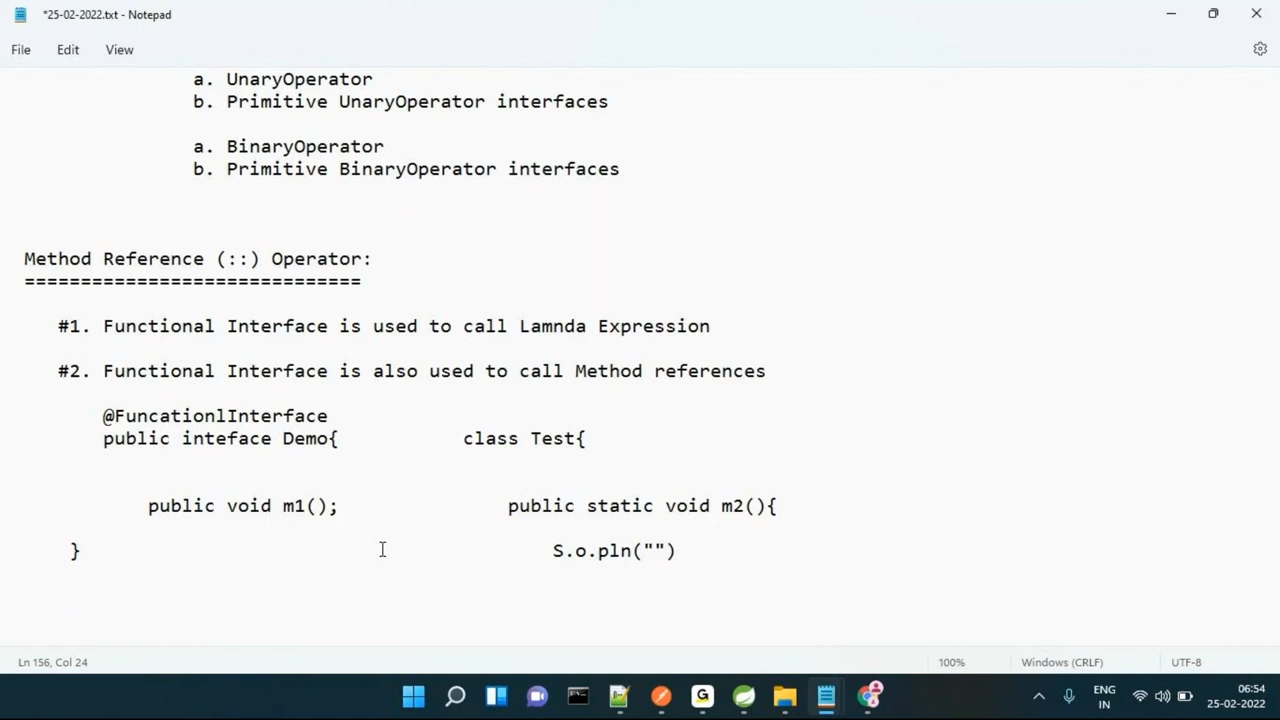 *25-02-2022.txt - Notepad
File Edit View
a. UnaryOperator
b. Primitive UnaryOperator interfaces
a. BinaryOperator
b. Primitive BinaryOperator interfaces
Method Reference (::) Operator:
==============================
#1. Functional Interface is used to call Lamnda Expression
#2. Functional Interface is also used to call Method references
@FuncationlInterface
public inteface Demo{ class Test{
public void m1(); public static void m2(){
} S.o.pln("")
Ln 156, Col 24 100% Windows (CRLF) UTF-8
ENG 06:54
IN 25-02-2022